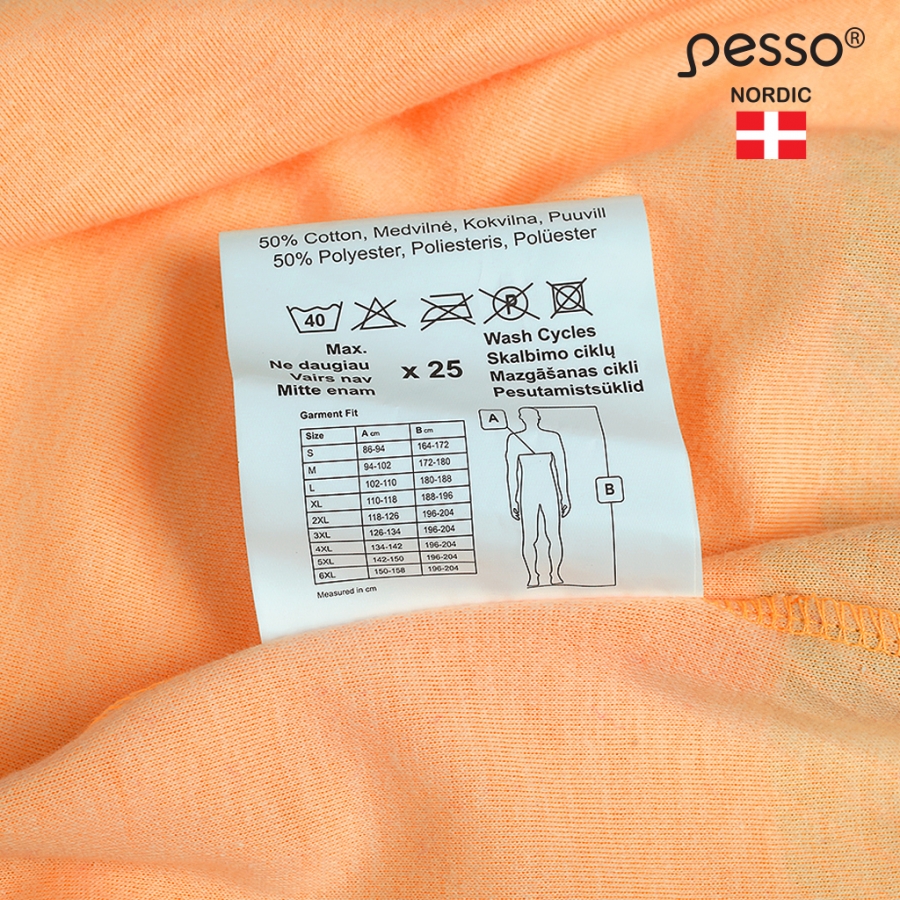 pesso®
NORDIC
50% Cotton, Medvilnė, Kokvilna, Puuvill
50% Polyester, Poliesteris, Polüester
40
P
Max.
Ne daugiau
Vairs nav
Mitte enam
x 25
Wash Cycles
Skalbimo ciklų
Mazgāšanas cikli
Pesutamistsüklid
Garment Fit
Size A cm B cm
S 86-94 164-172
M 94-102 172-180
L 102-110 180-188
XL 110-118 188-196
2XL 118-126 196-204
3XL 126-134 196-204
4XL 134-142 196-204
5XL 142-150 196-204
6XL 150-158 196-204
Measured in cm
A
B